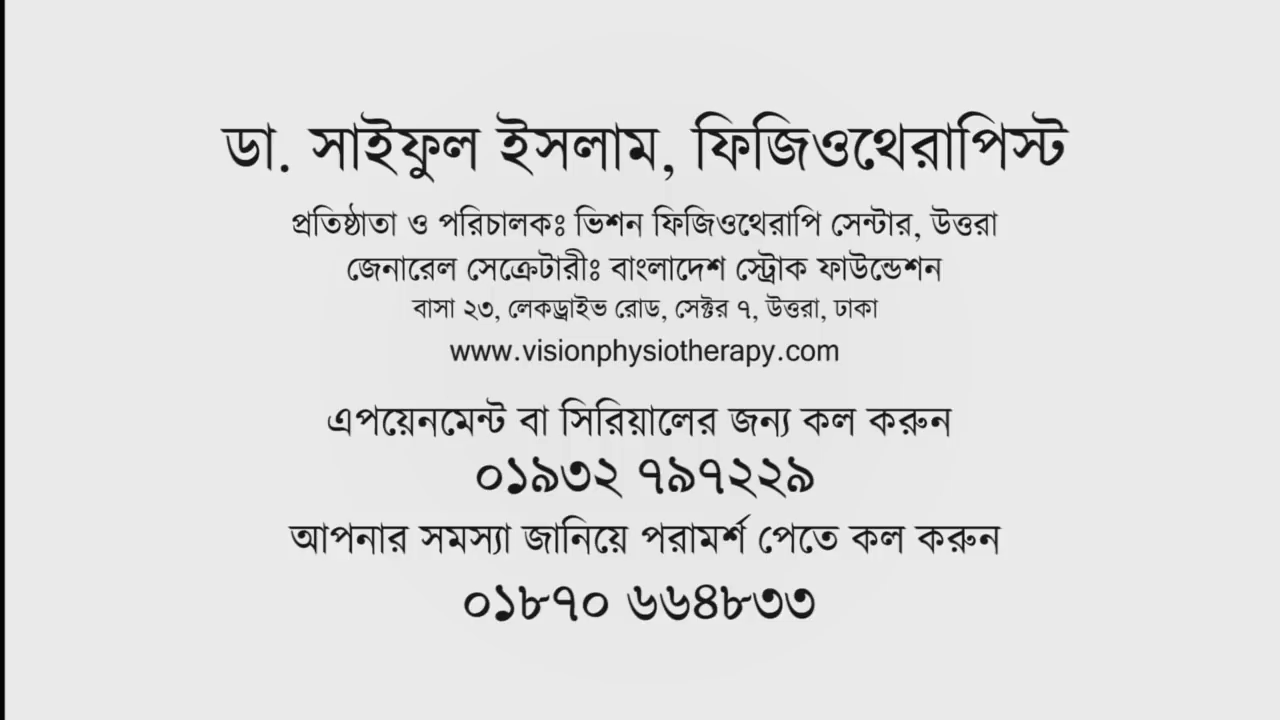 ডা. সাইফুল ইসলাম, ফিজিওথেরাপিস্ট
প্রতিষ্ঠাতা ও পরিচালকঃ ভিশন ফিজিওথেরাপি সেন্টার, উত্তরা
জেনারেল সেক্রেটারীঃ বাংলাদেশ স্ট্রোক ফাউন্ডেশন
বাসা ২৩, লেকড্রাইভ রোড, সেক্টর ৭, উত্তরা, ঢাকা
www.visionphysiotherapy.com
এপয়েনমেন্ট বা সিরিয়ালের জন্য কল করুন
০১৯৩২ ৭৯৭২২৯
আপনার সমস্যা জানিয়ে পরামর্শ পেতে কল করুন
০১৮৭০ ৬৬৪৮৩৩